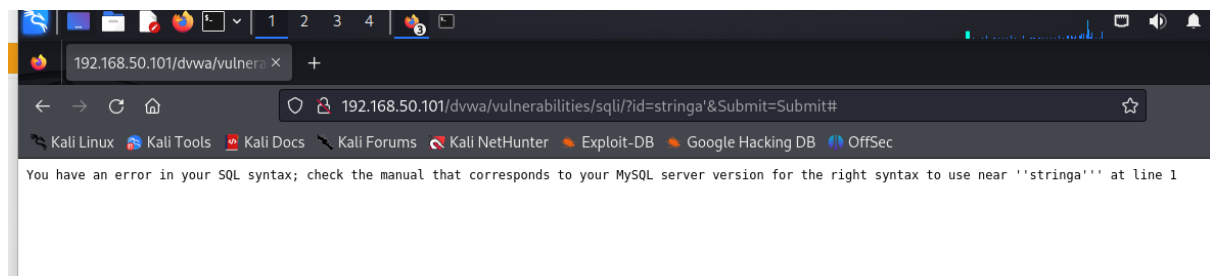 1 2 3 4
192.168.50.101/dvwa/vulnera
192.168.50.101/dvwa/vulnerabilities/sqli/?id=stringa'&Submit=Submit#
Kali Linux Kali Tools Kali Docs Kali Forums Kali NetHunter Exploit-DB Google Hacking DB OffSec
You have an error in your SQL syntax; check the manual that corresponds to your MySQL server version for the right syntax to use near ''stringa''' at line 1